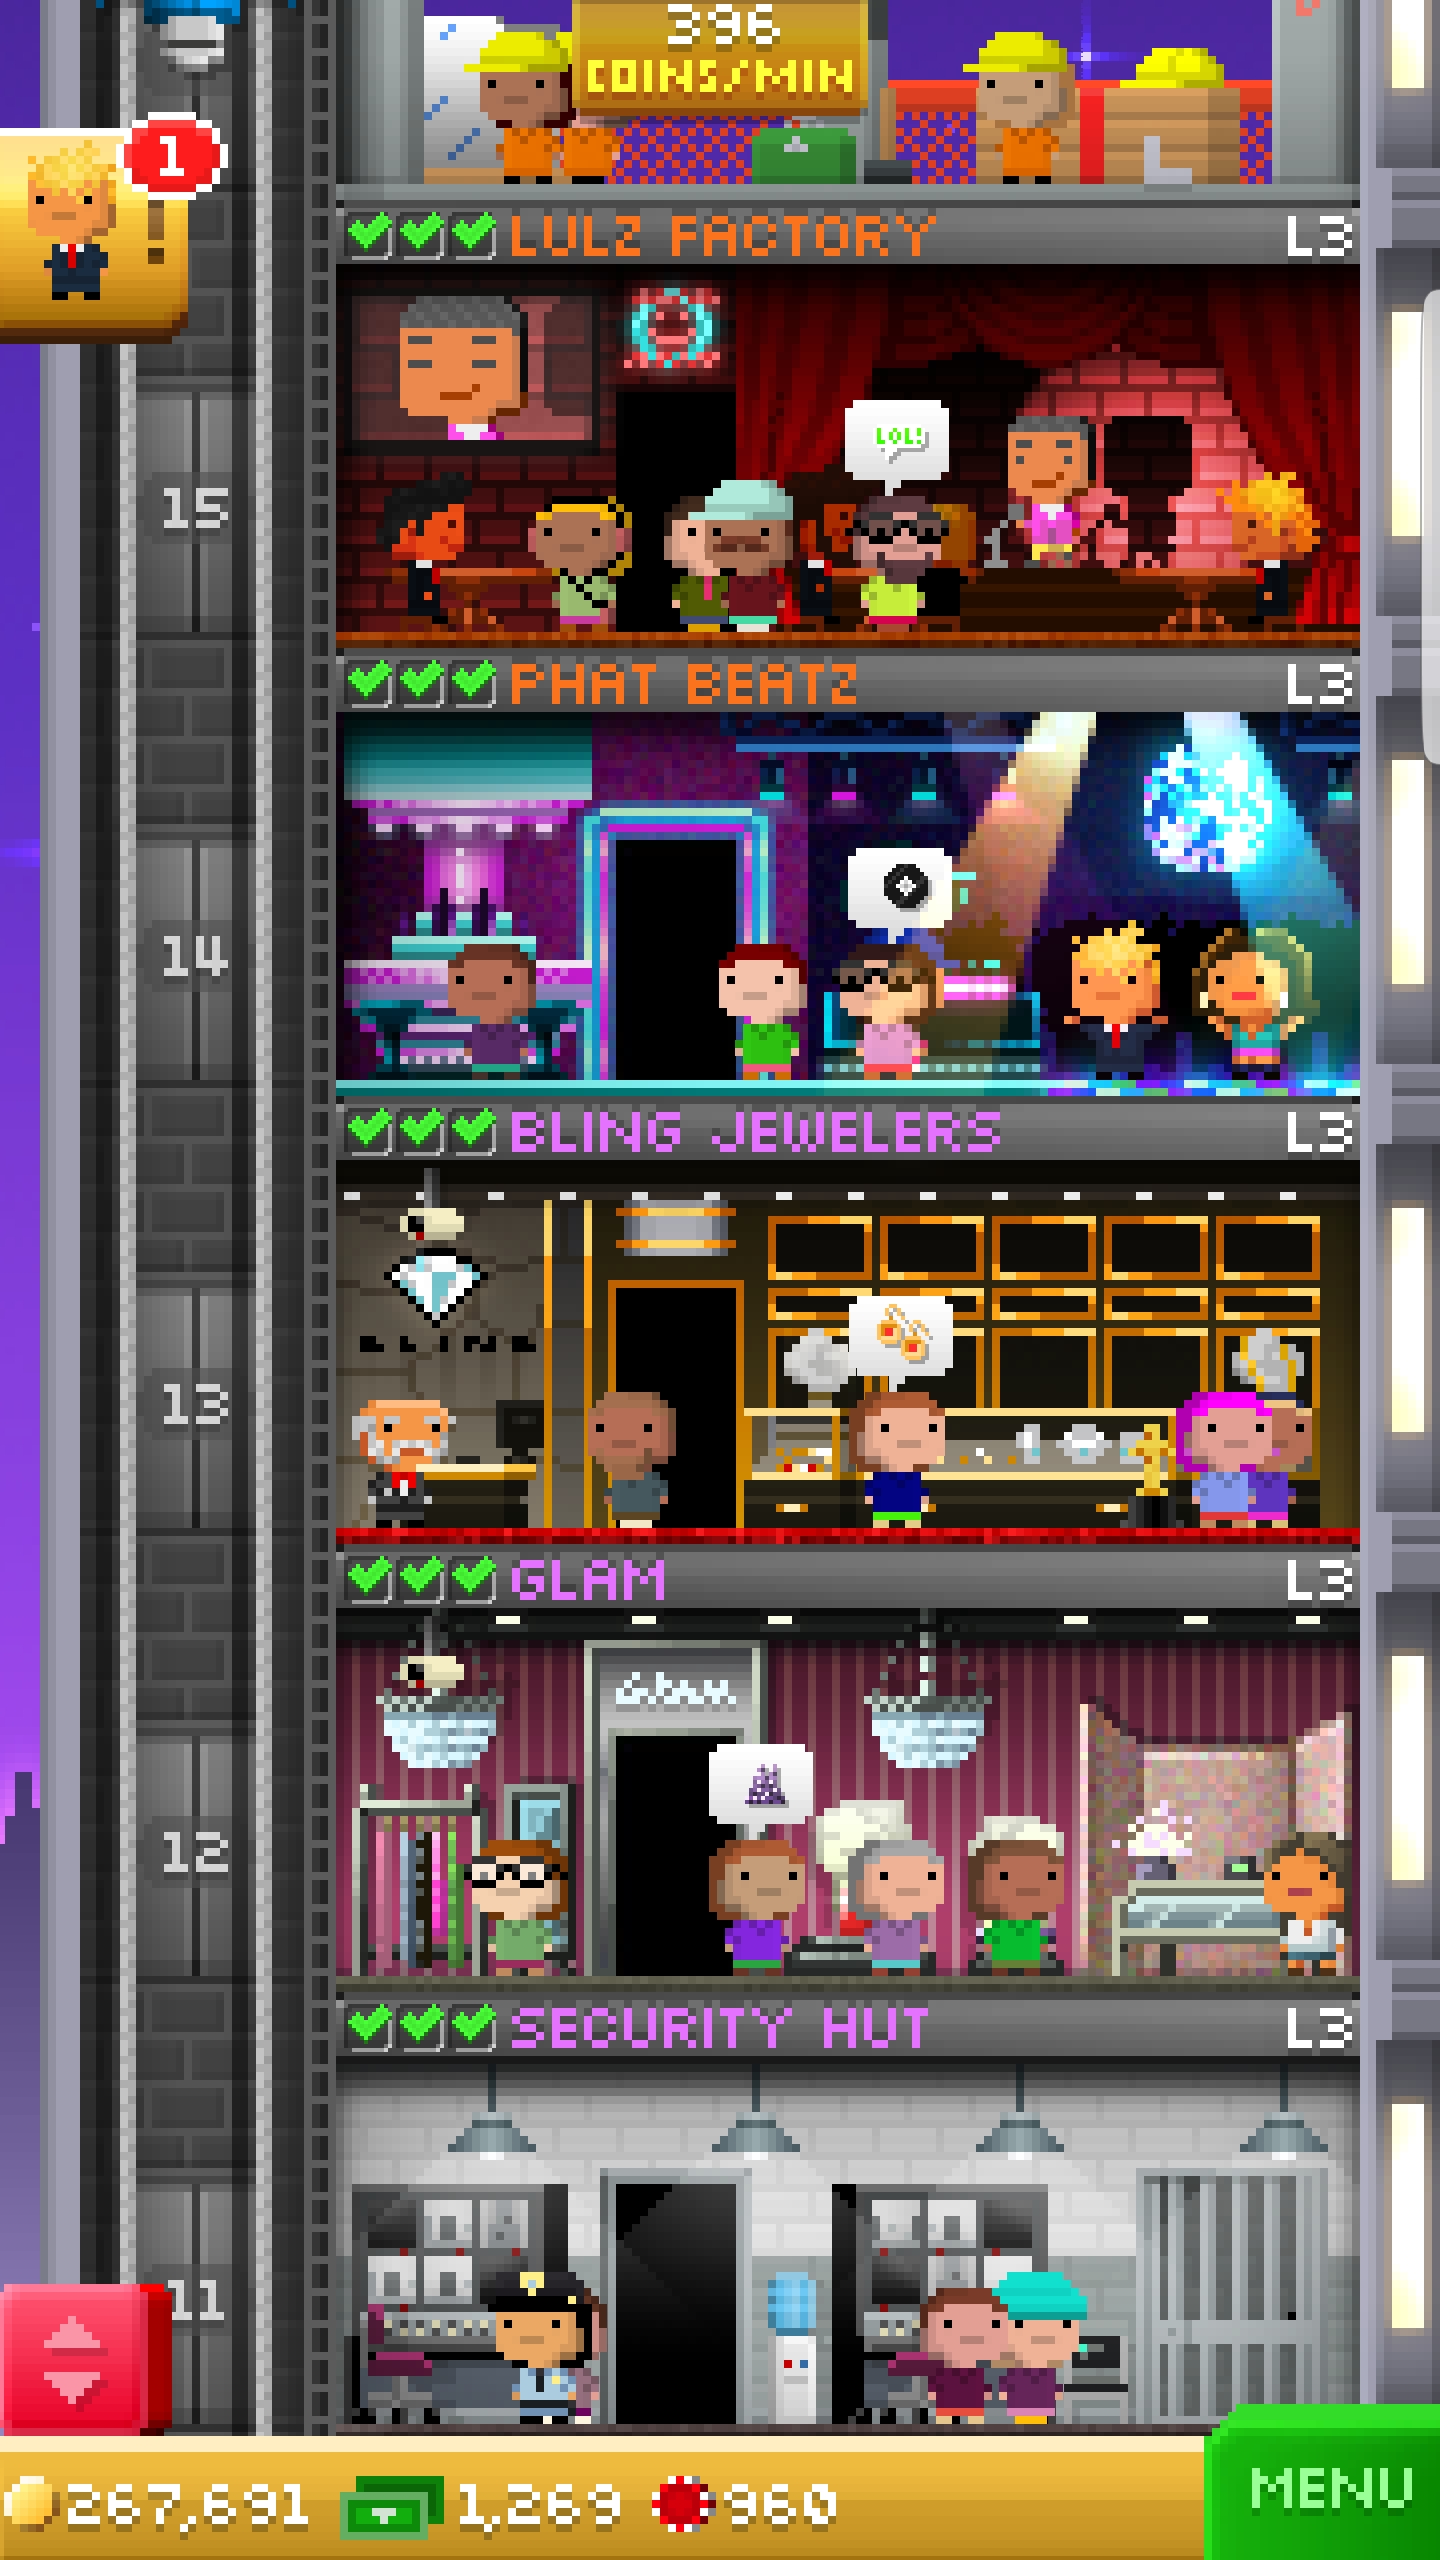 396
COINS/MIN
1
!
LULZ FACTORY L3
LOL!
15
PHAT BEATZ L3
14
BLING JEWELERS L3
BLING
13
GLAM L3
Glam
12
SECURITY HUT L3
11
267,691 1,269 960
MENU